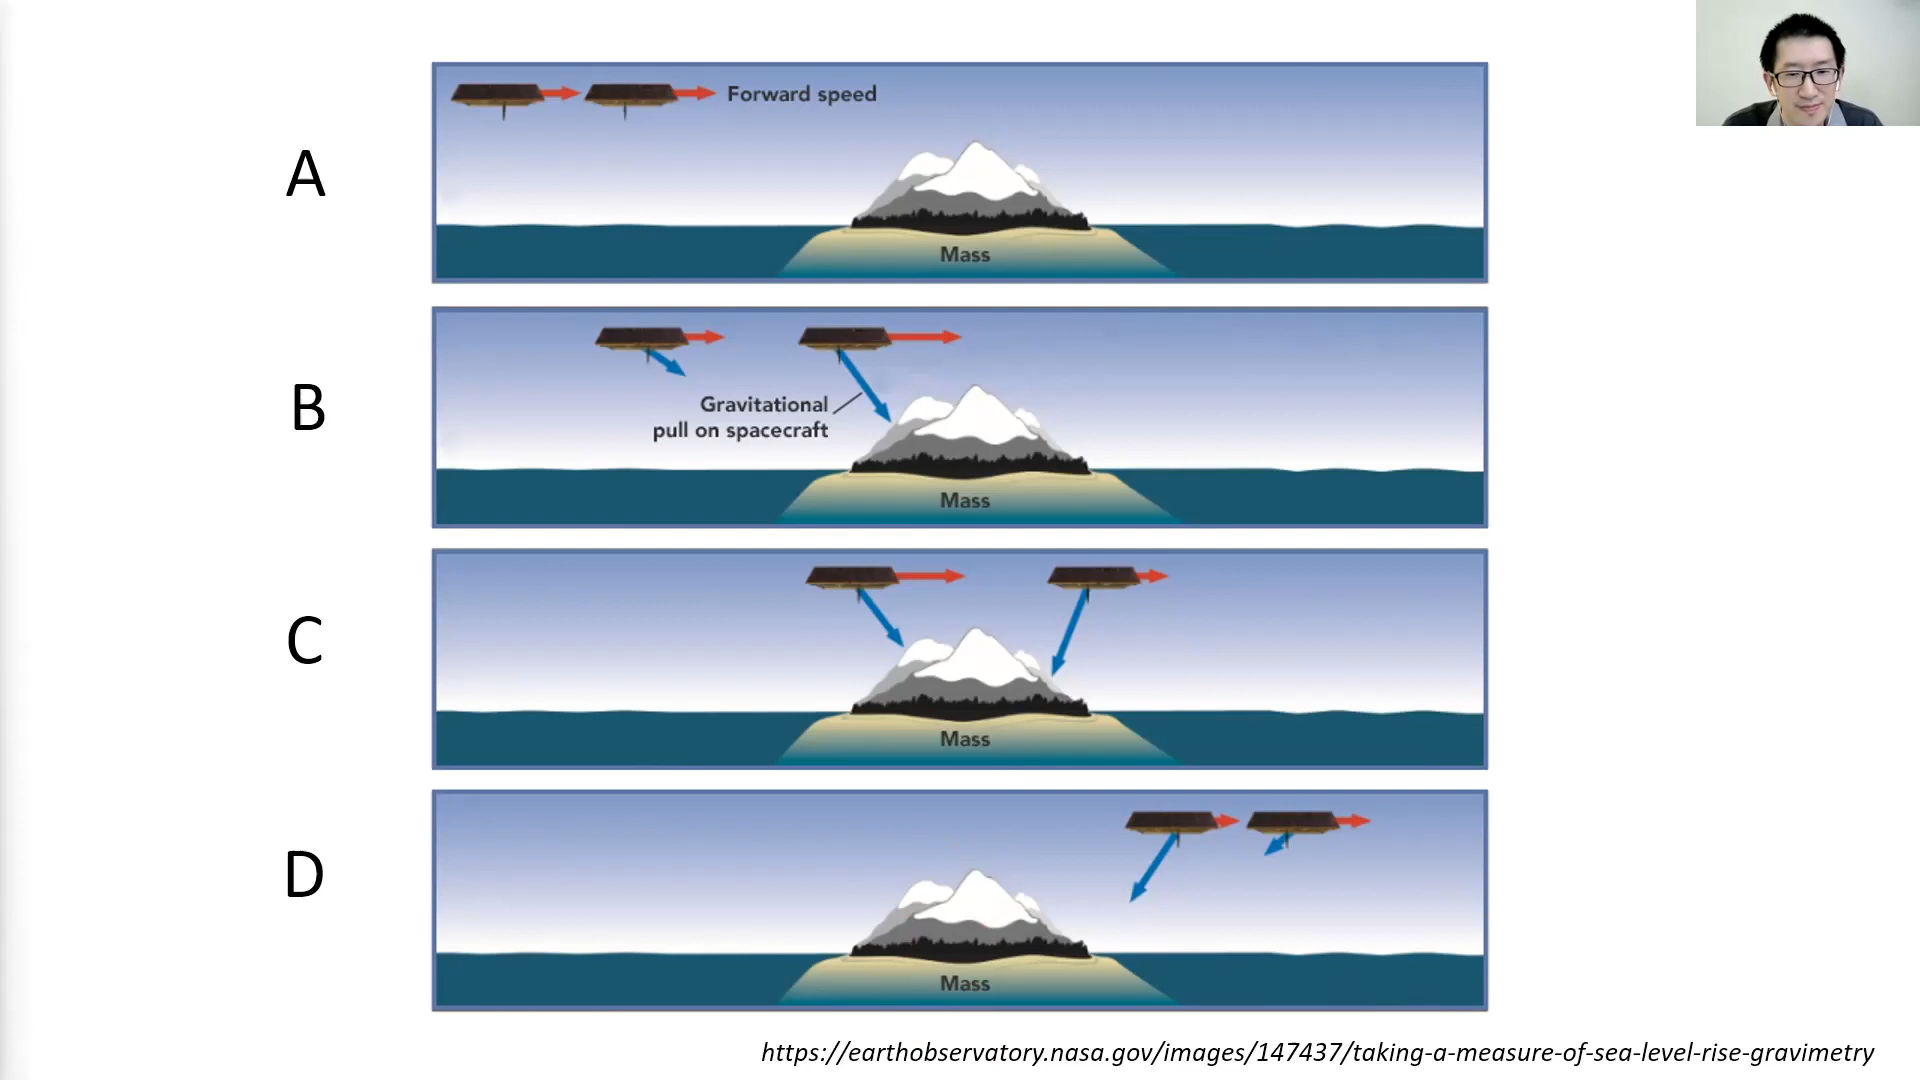 A
Forward speed
Mass
B
Gravitational
pull on spacecraft
Mass
C
Mass
D
Mass
https://earthobservatory.nasa.gov/images/147437/taking-a-measure-of-sea-level-rise-gravimetry